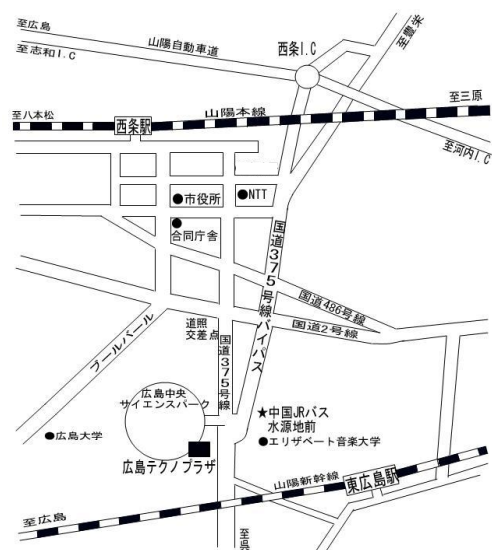 至広島
山陽自動車道
西条I.C
至豊栄
至志和I.C
至三原
至八本松
山陽本線
西条駅
至河内I.C
●市役所
●NTT
●
合同庁舎
国道375号線バイパス
国道486号線
国道2号線
道照
交差点
国道375号線
ブールバール
広島中央
サイエンスパーク
★中国JRバス
水源地前
●広島大学
●エリザベート音楽大学
広島テクノプラザ
山陽新幹線
東広島駅
至広島
至呉